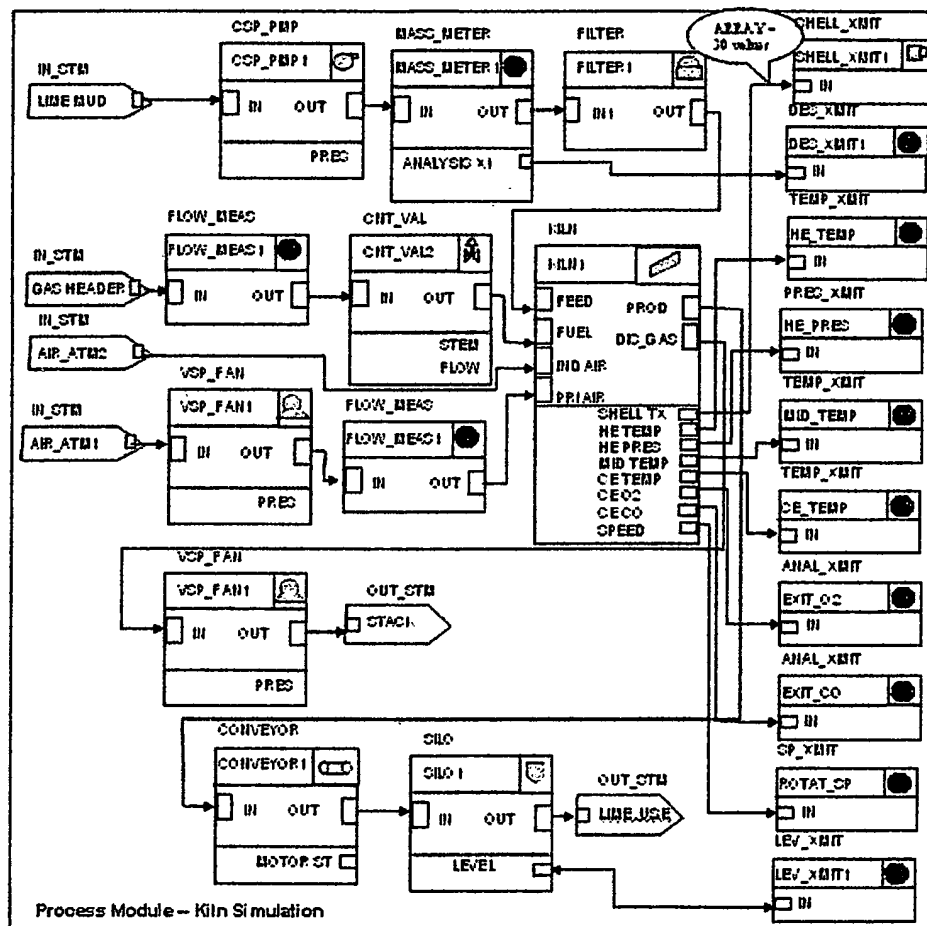 CSP_PMP
CSP_PMP1
IN OUT
PRES
IN_STM
LIME MUD
MASS_METER
MASS_METER1
IN OUT
ANALYSIS X1
FILTER
FILTER1
IN1 OUT
ARRAY -
30 values
SHELL_XMIT
SHELL_XMIT1
IN
DES_XMIT
DES_XMIT1
IN
TEMP_XMIT
HE_TEMP
IN
PRES_XMIT
HE_PRES
IN
TEMP_XMIT
MID_TEMP
IN
TEMP_XMIT
CE_TEMP
IN
ANAL_XMIT
EXIT_O2
IN
ANAL_XMIT
EXIT_CO
IN
SP_XMIT
ROTAT_SP
IN
LEV_XMIT
LEV_XMIT1
IN
FLOW_MEAS
FLOW_MEAS1
IN OUT
CNT_VAL
CNT_VAL2
IN OUT
STEM
FLOW
IN_STM
GAS HEADER
IN_STM
AIR_ATM2
IN_STM
AIR_ATM1
VSP_FAN
VSP_FAN1
IN OUT
PRES
FLOW_MEAS
FLOW_MEAS1
IN OUT
KILN
KILN1
FEED PROD
FUEL DIS_GAS
IND AIR
PRI AIR
SHELL TX
HE TEMP
HE PRES
MID TEMP
CE TEMP
CE O2
CE CO
SPEED
VSP_FAN
VSP_FAN1
IN OUT
PRES
OUT_STM
STACK
CONVEYOR
CONVEYOR1
IN OUT
MOTOR ST
SILO
SILO1
IN OUT
LEVEL
OUT_STM
LIME_USE
Process Module – Kiln Simulation